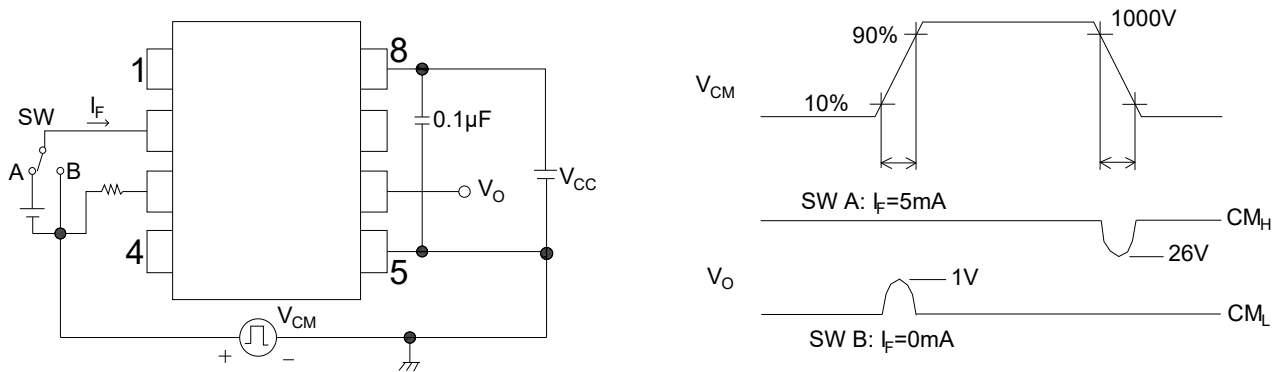 1
8
SW
I_F
0.1µF
A
B
V_O
V_CC
4
5
V_CM
+
–
V_CM
90%
10%
1000V
SW A: I_F=5mA
CM_H
26V
V_O
1V
CM_L
SW B: I_F=0mA